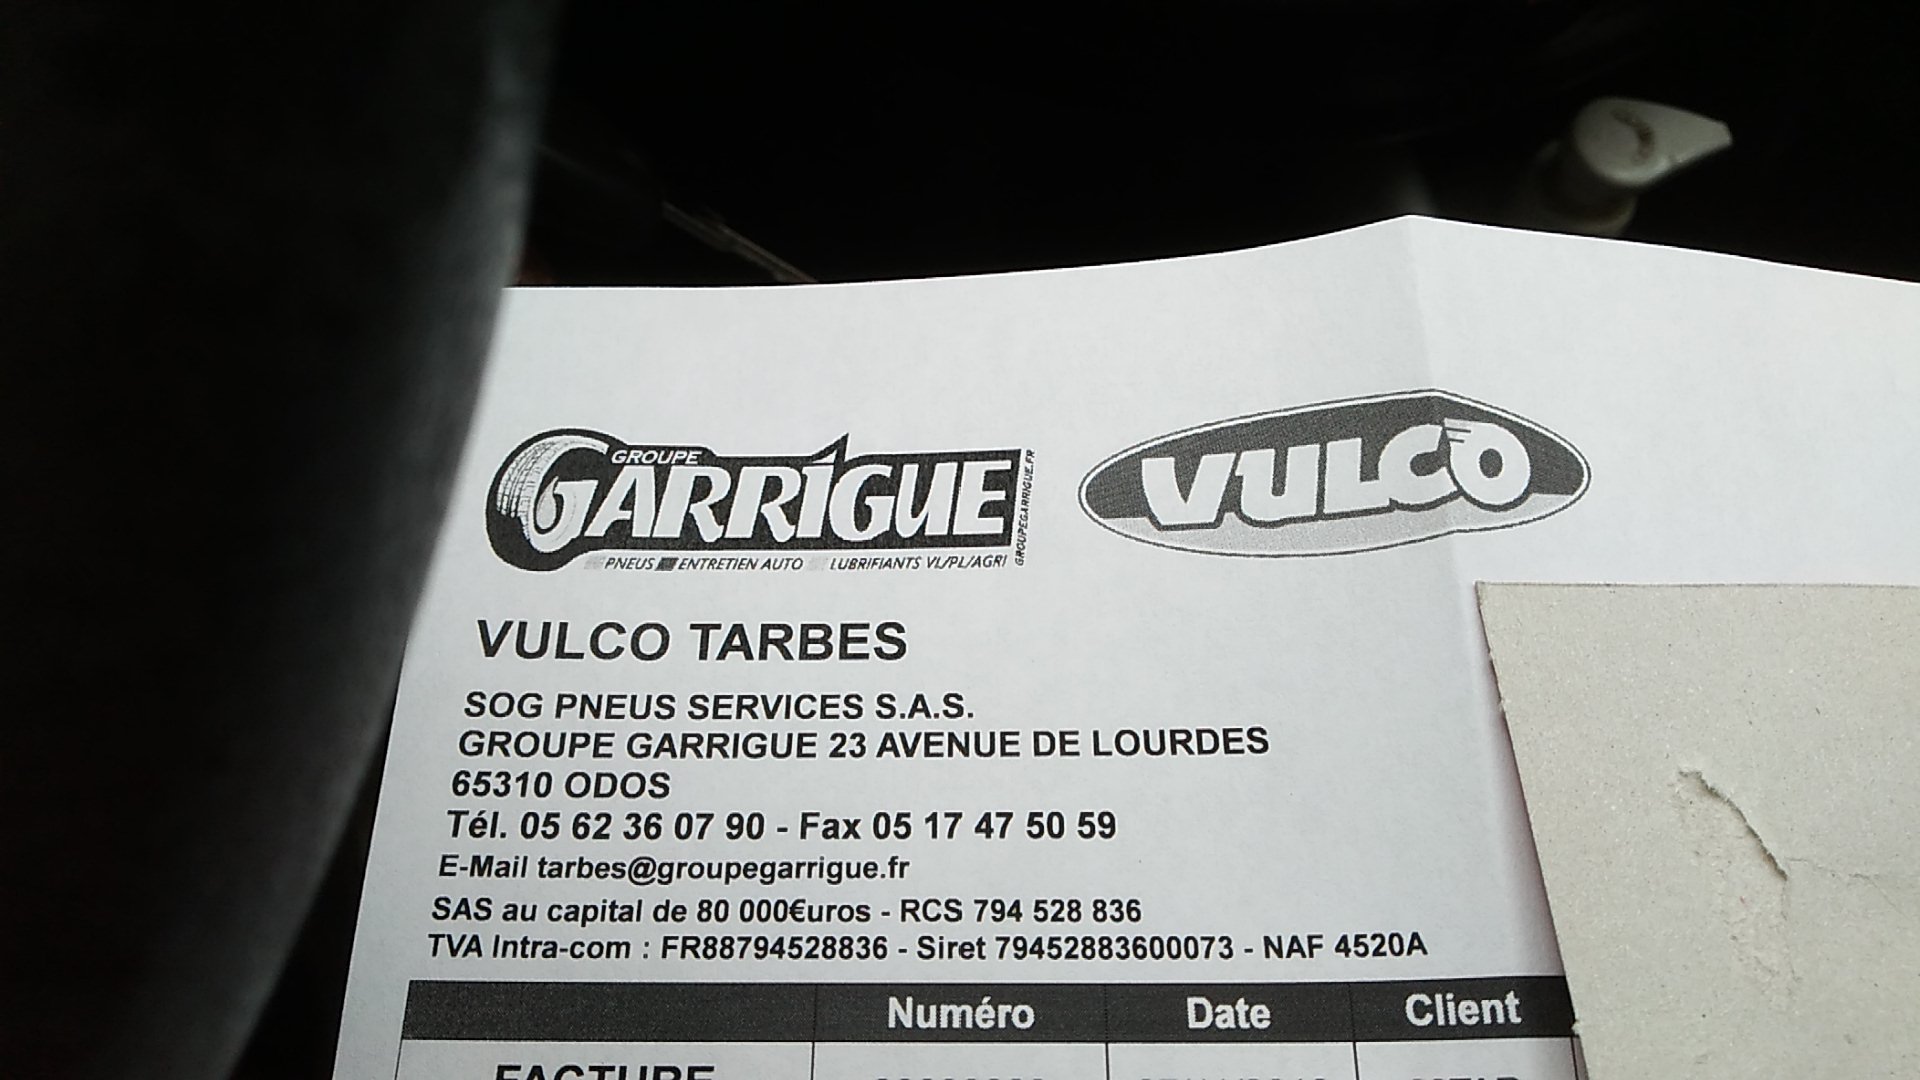 GROUPE
GARRIGUE
GROUPEGARRIGUE.FR
PNEUS ENTRETIEN AUTO LUBRIFIANTS VL/PL/AGRI
VULCO
VULCO TARBES
SOG PNEUS SERVICES S.A.S.
GROUPE GARRIGUE 23 AVENUE DE LOURDES
65310 ODOS
Tél. 05 62 36 07 90 - Fax 05 17 47 50 59
E-Mail tarbes@groupegarrigue.fr
SAS au capital de 80 000€uros - RCS 794 528 836
TVA Intra-com : FR88794528836 - Siret 79452883600073 - NAF 4520A
Numéro Date Client
FACTURE